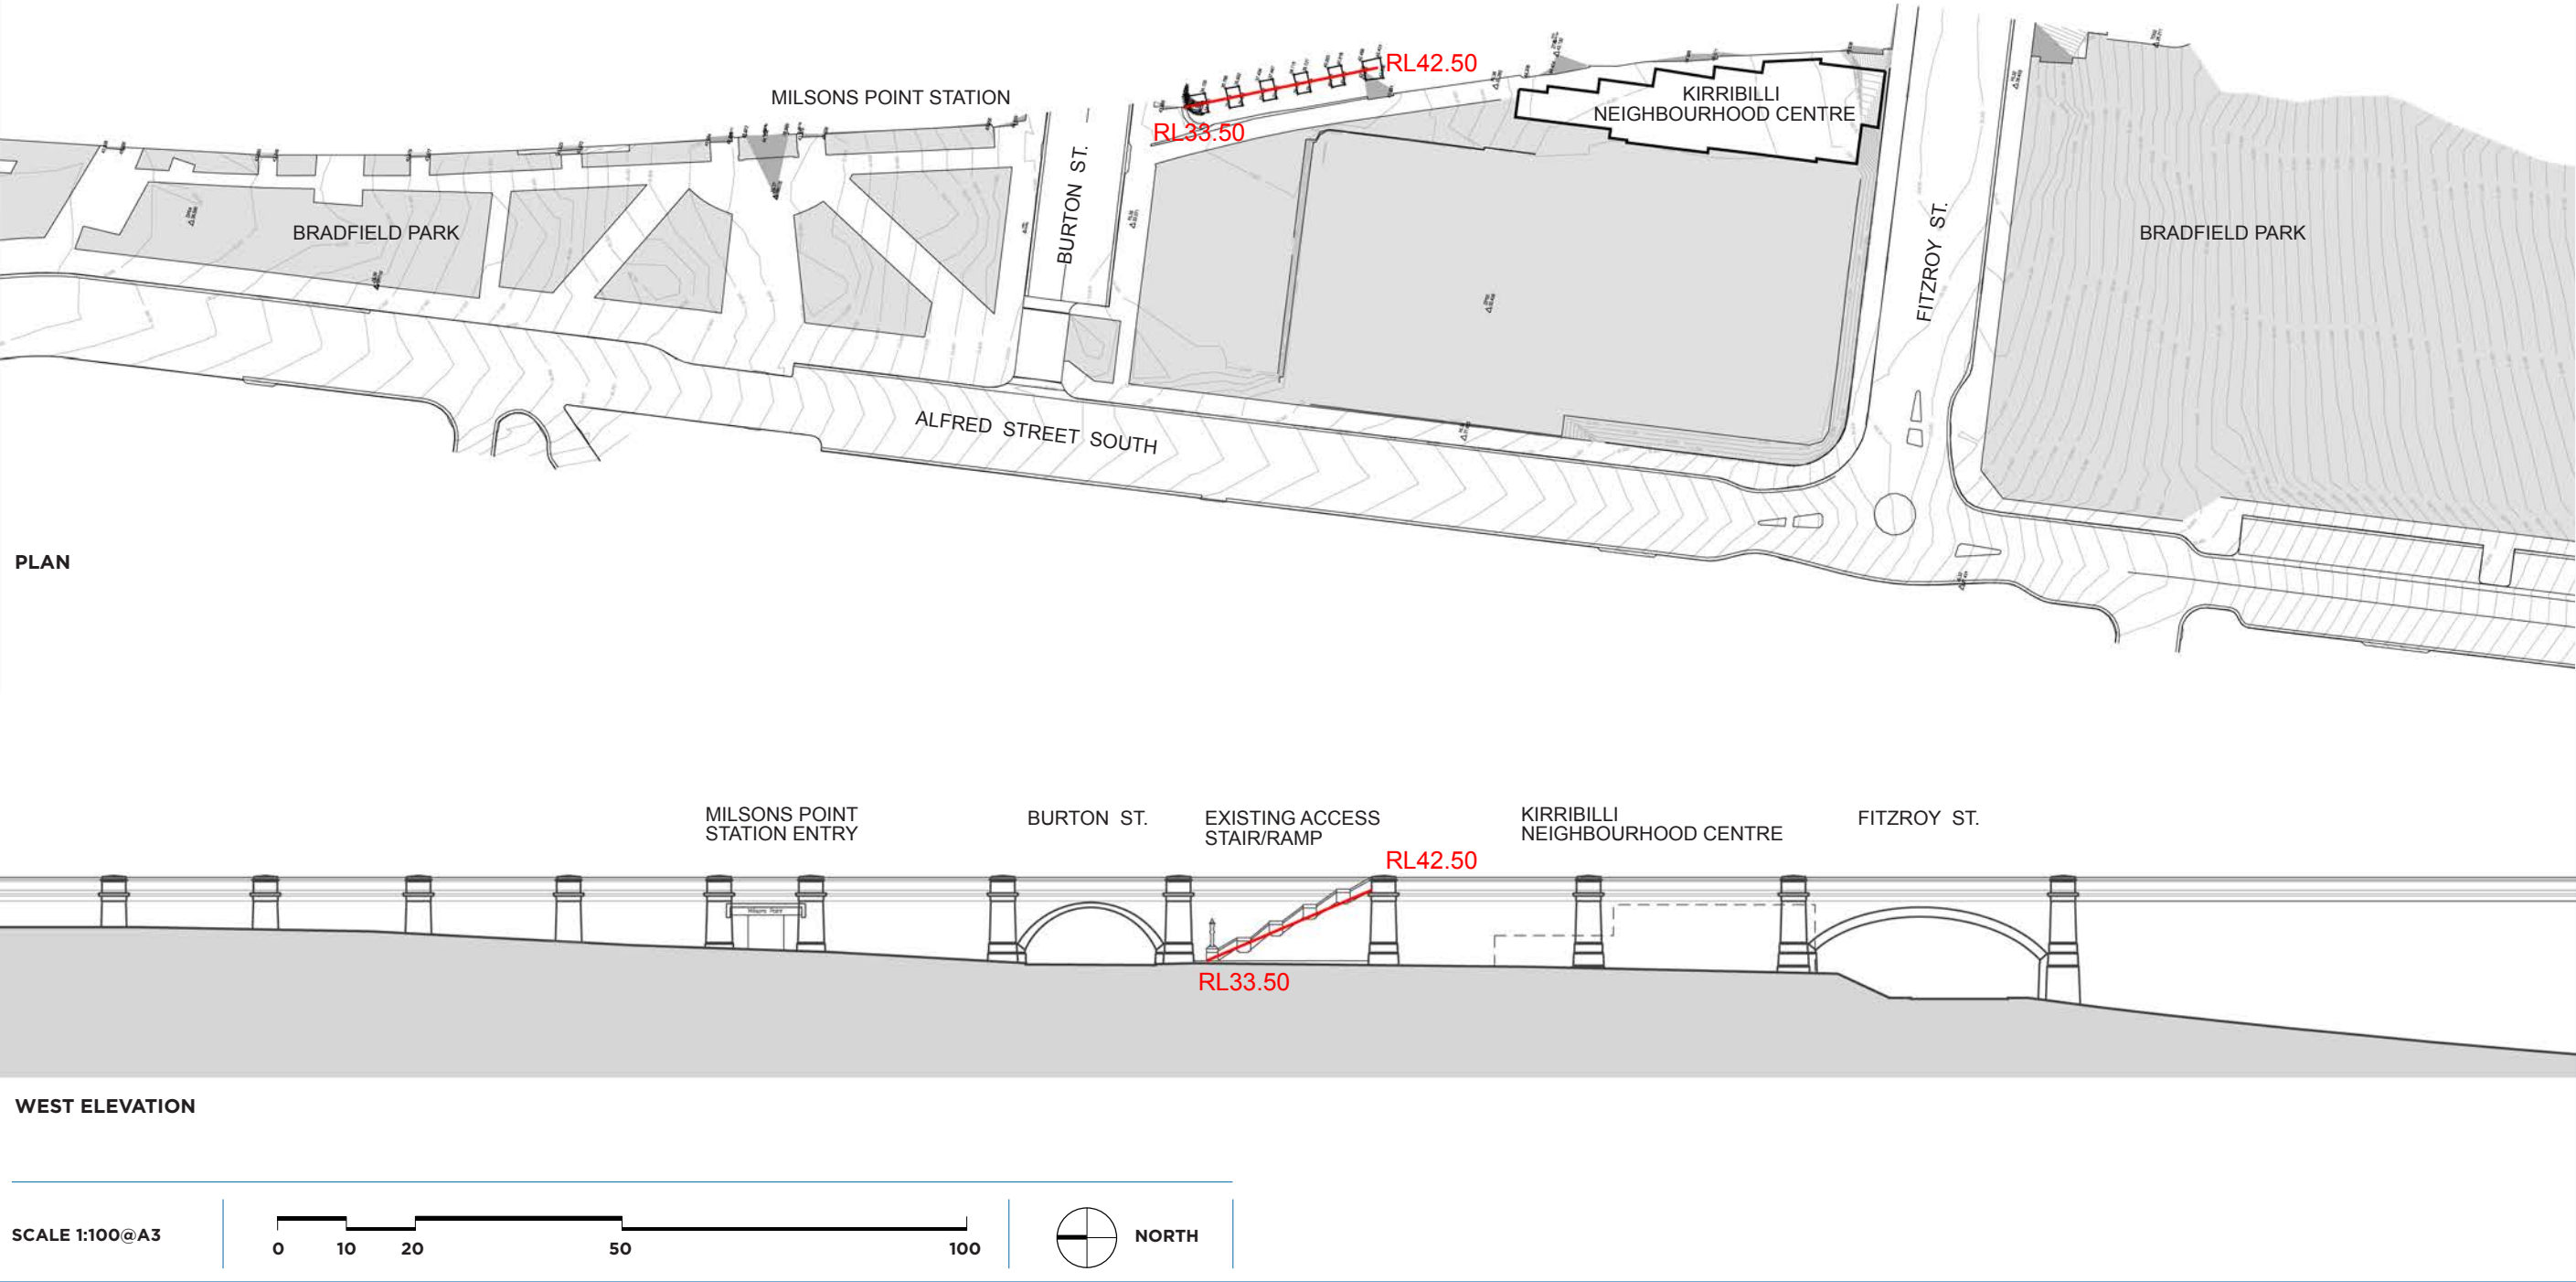 RL42.50
MILSONS POINT STATION
KIRRIBILLI
NEIGHBOURHOOD CENTRE
RL33.50
BURTON ST.
BRADFIELD PARK
FITZROY ST.
BRADFIELD PARK
ALFRED STREET SOUTH
PLAN
MILSONS POINT
STATION ENTRY
BURTON ST.
EXISTING ACCESS
STAIR/RAMP
KIRRIBILLI
NEIGHBOURHOOD CENTRE
FITZROY ST.
RL42.50
Milsons Point
RL33.50
WEST ELEVATION
SCALE 1:100@A3
0 10 20 50 100
NORTH